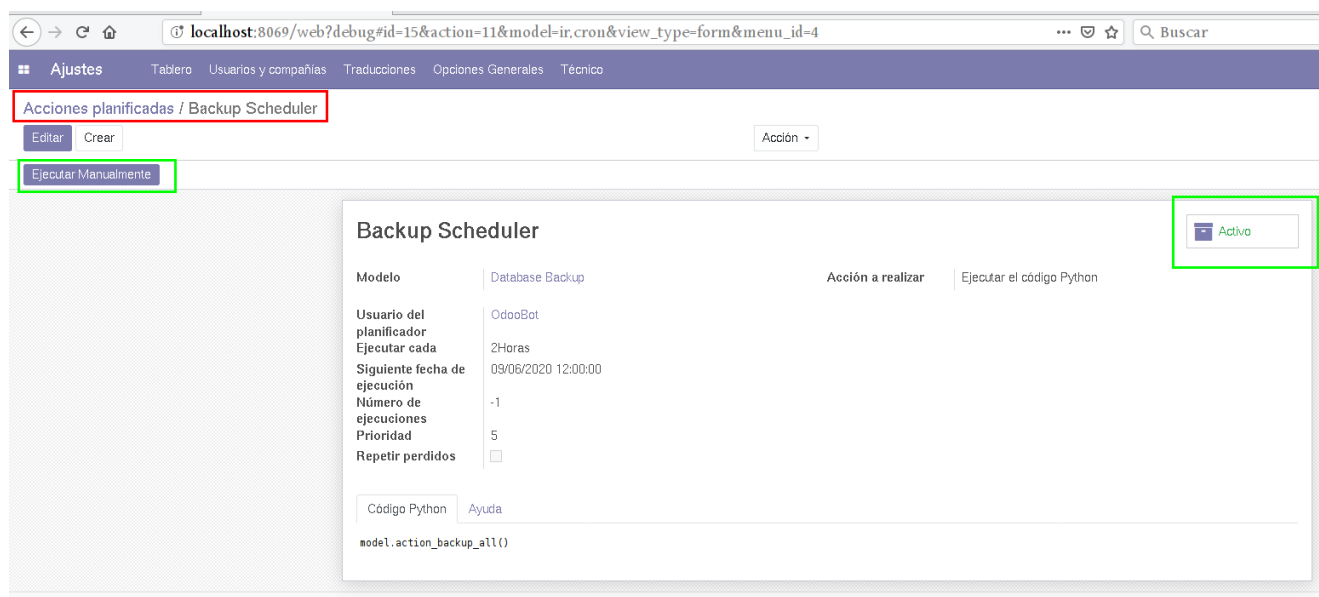 localhost:8069/web?debug#id=15&action=11&model=ir.cron&view_type=form&menu_id=4
Buscar
Ajustes Tablero Usuarios y compañías Traducciones Opciones Generales Técnico
Acciones planificadas / Backup Scheduler
Editar Crear Acción
Ejecutar Manualmente
Backup Scheduler
Activo
Modelo Database Backup
Acción a realizar Ejecutar el código Python
Usuario del planificador OdooBot
Ejecutar cada 2Horas
Siguiente fecha de ejecución 09/06/2020 12:00:00
Número de ejecuciones -1
Prioridad 5
Repetir perdidos
Código Python Ayuda
model.action_backup_all()